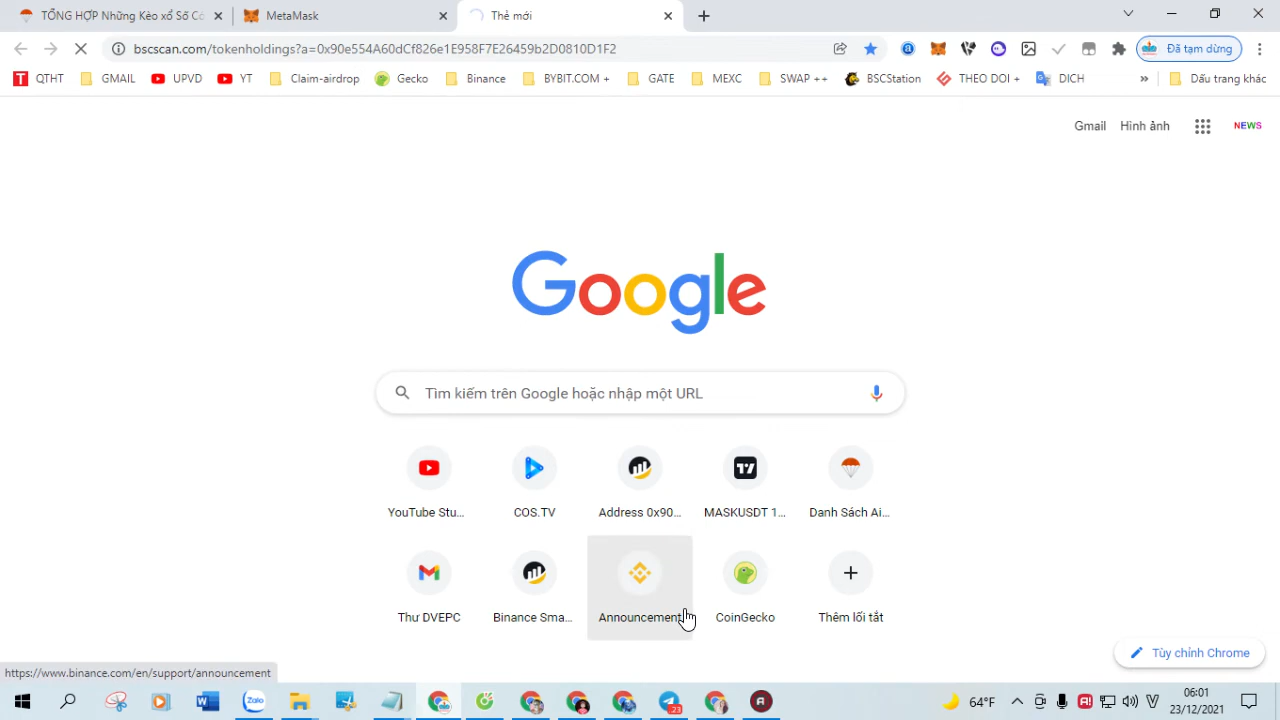 TỔNG HỢP Những Kèo xổ Số Cơ
MetaMask
Thẻ mới
bscscan.com/tokenholdings?a=0x90e554A60dCf826e1E958F7E26459b2D0810D1F2
Đã tạm dừng
QTHT
GMAIL
UPVD
YT
Claim-airdrop
Gecko
Binance
BYBIT.COM +
GATE
MEXC
SWAP ++
BSCStation
THEO DOI +
DICH
»
Dấu trang khác
Gmail
Hình ảnh
NEWS
Google
Tìm kiếm trên Google hoặc nhập một URL
YouTube Stu...
COS.TV
Address 0x90...
MASKUSDT 1...
Danh Sách Ai...
Thư DVEPC
Binance Sma...
Announcement
CoinGecko
Thêm lối tắt
Tùy chỉnh Chrome
https://www.binance.com/en/support/announcement
Zalo
23
64°F
06:01
23/12/2021